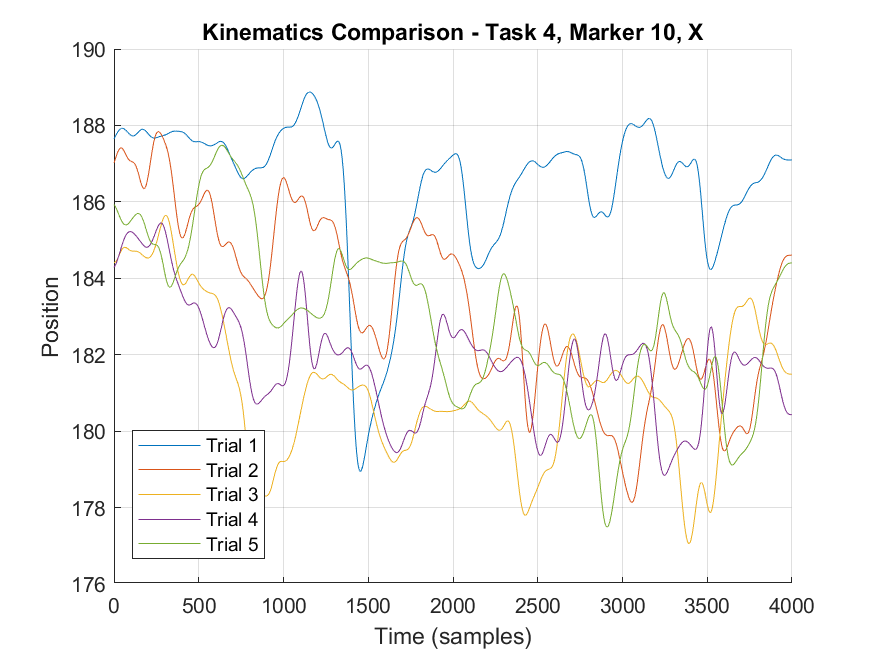 Kinematics Comparison - Task 4, Marker 10, X
190
188
186
184
182
180
178
176
Position
Trial 1
Trial 2
Trial 3
Trial 4
Trial 5
0 500 1000 1500 2000 2500 3000 3500 4000
Time (samples)